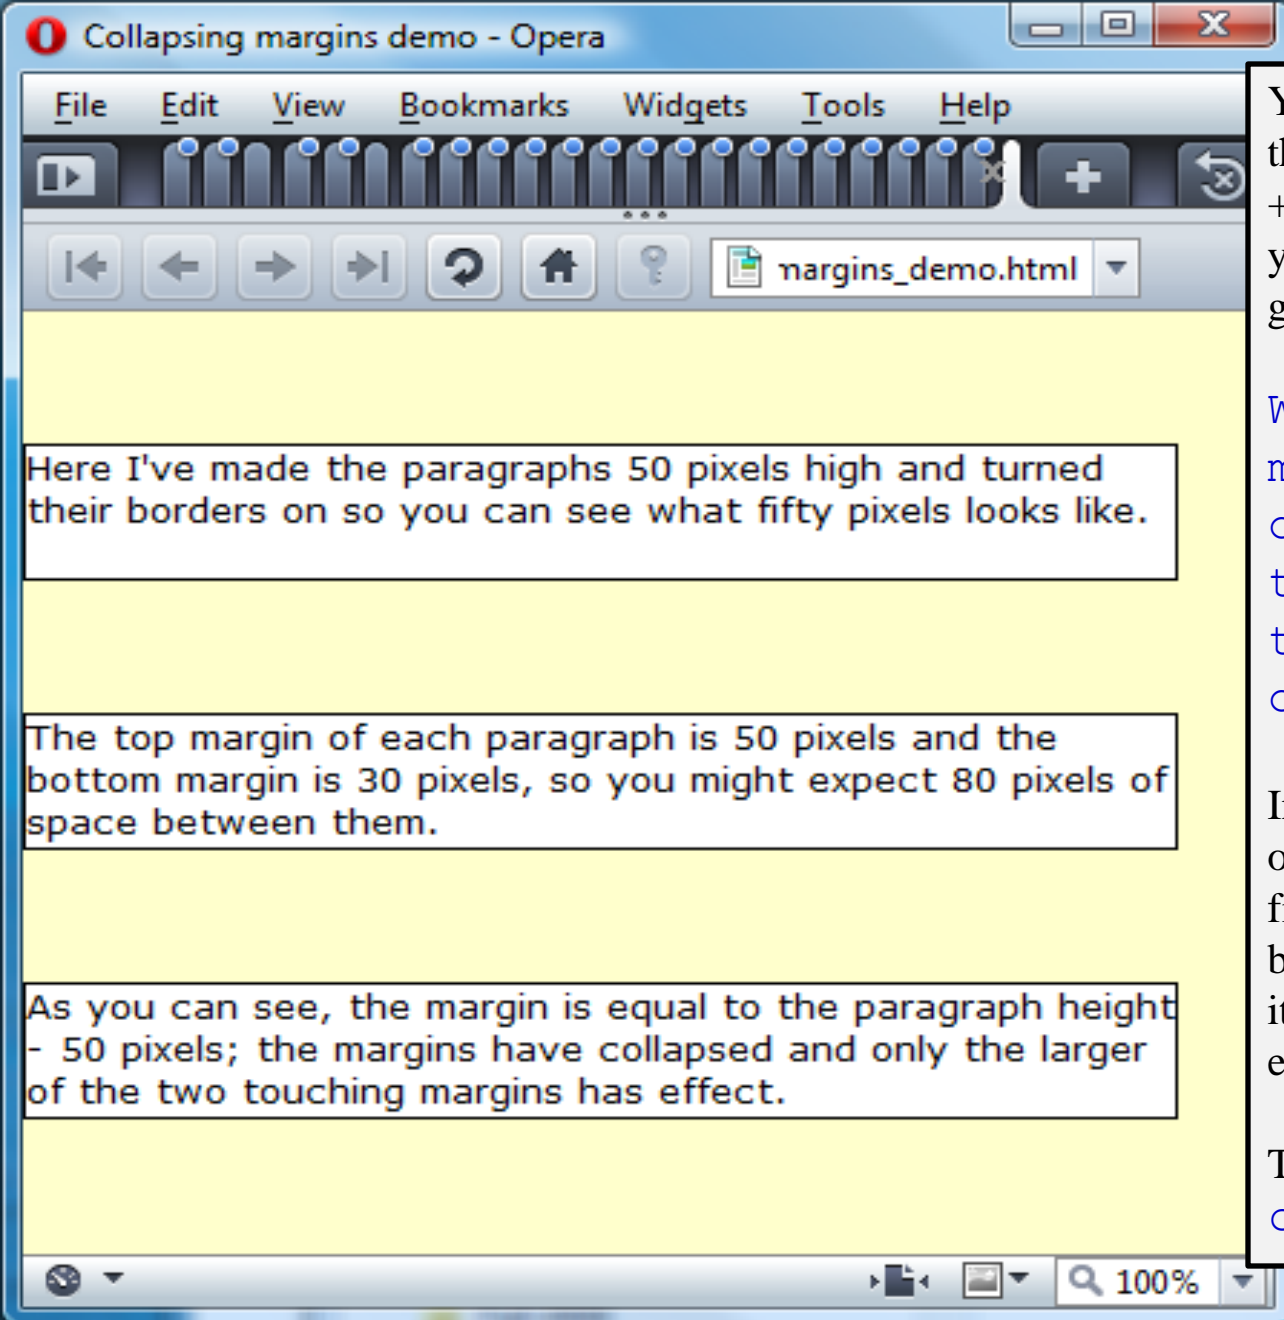 Collapsing margins demo - Opera
File Edit View Bookmarks Widgets Tools Help
margins_demo.html
Here I've made the paragraphs 50 pixels high and turned
their borders on so you can see what fifty pixels looks like.
The top margin of each paragraph is 50 pixels and the
bottom margin is 30 pixels, so you might expect 80 pixels of
space between them.
As you can see, the margin is equal to the paragraph height
- 50 pixels; the margins have collapsed and only the larger
of the two touching margins has effect.
100%